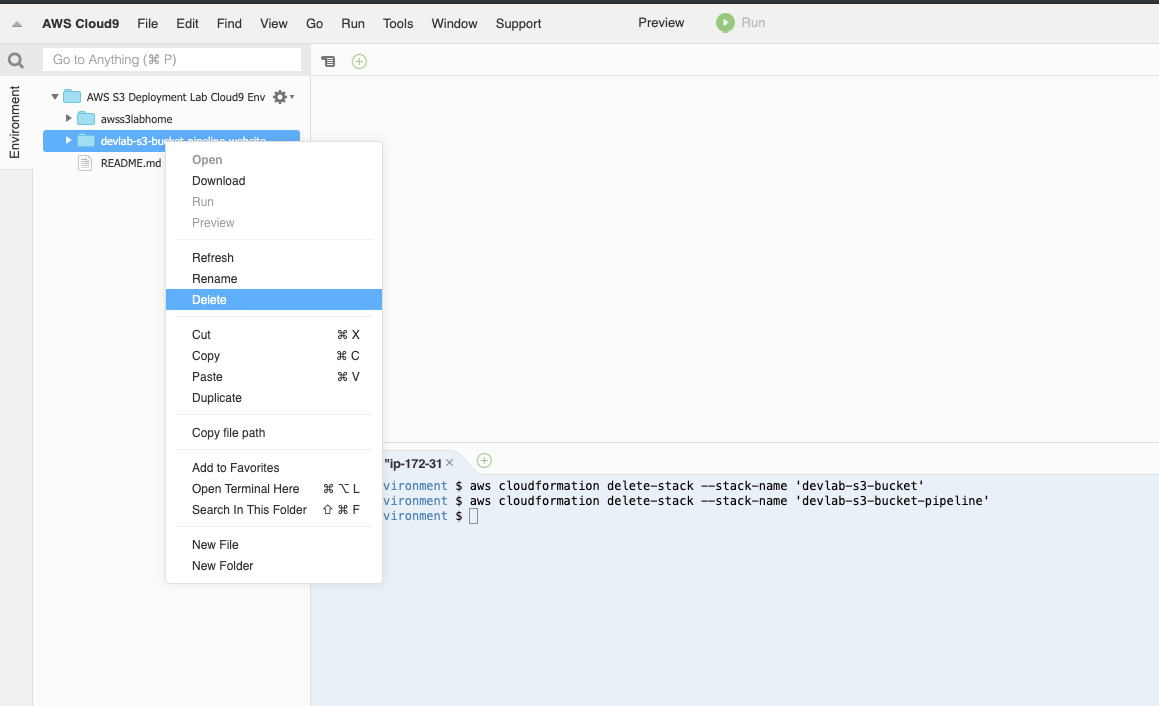 AWS Cloud9 File Edit Find View Go Run Tools Window Support Preview Run
Go to Anything (⌘ P)
Environment
AWS S3 Deployment Lab Cloud9 Env
awss3labhome
devlab-s3-bucket-pipeline-website
README.md
Open
Download
Run
Preview
Refresh
Rename
Delete
Cut ⌘ X
Copy ⌘ C
Paste ⌘ V
Duplicate
Copy file path
Add to Favorites
Open Terminal Here ⌘ ⌥ L
Search In This Folder ⇧ ⌘ F
New File
New Folder
"ip-172-31
vironment $ aws cloudformation delete-stack --stack-name 'devlab-s3-bucket'
vironment $ aws cloudformation delete-stack --stack-name 'devlab-s3-bucket-pipeline'
vironment $